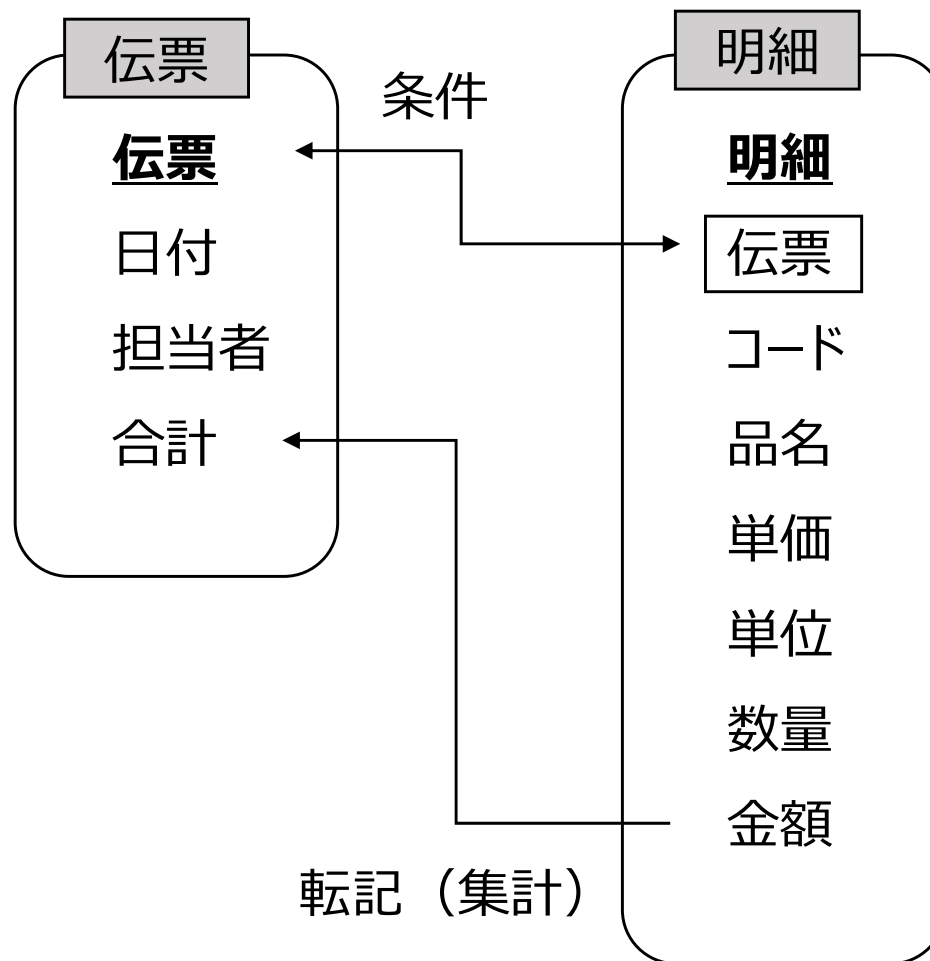 伝票
伝票
日付
担当者
合計
条件
転記（集計）
明細
明細
伝票
コード
品名
単価
単位
数量
金額